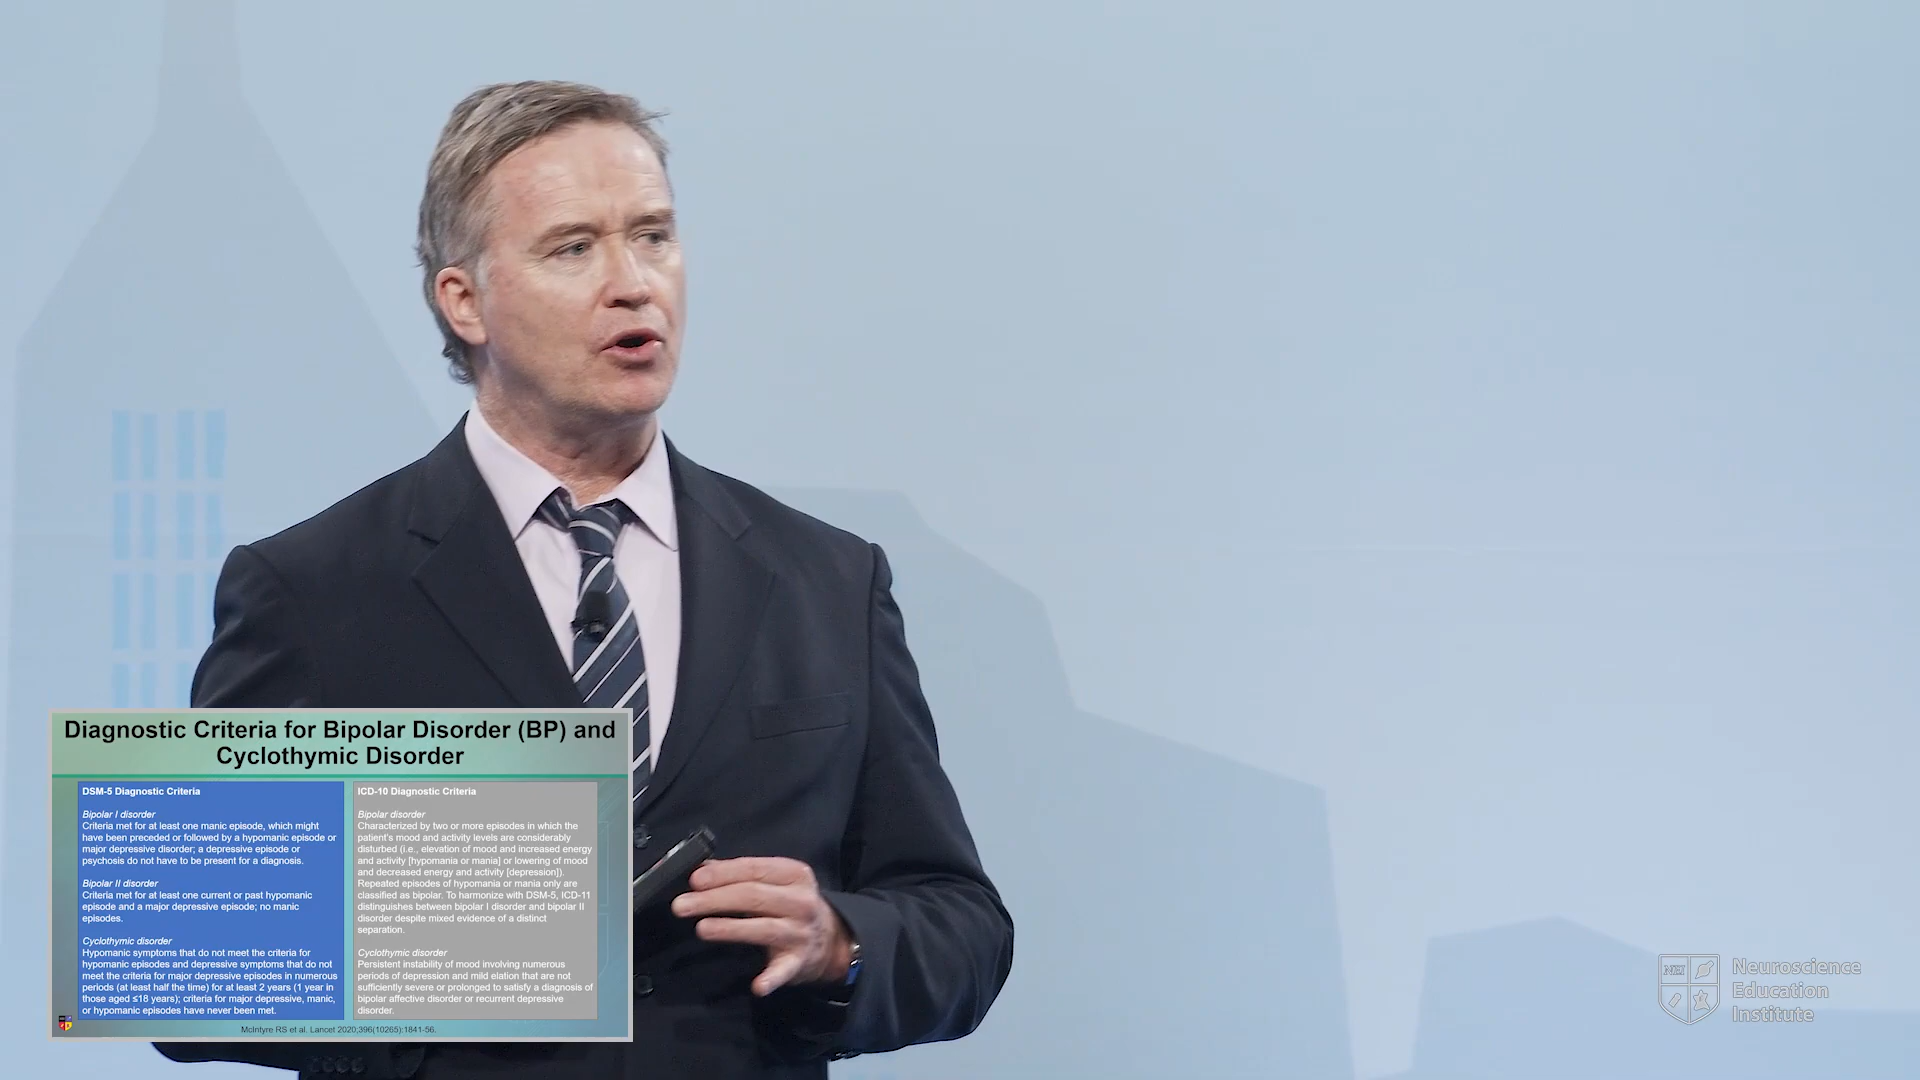 Diagnostic Criteria for Bipolar Disorder (BP) and
Cyclothymic Disorder
DSM-5 Diagnostic Criteria
Bipolar I disorder
Criteria met for at least one manic episode, which might
have been preceded or followed by a hypomanic episode or
major depressive disorder; a depressive episode or
psychosis do not have to be present for a diagnosis.
Bipolar II disorder
Criteria met for at least one current or past hypomanic
episode and a major depressive episode; no manic
episodes.
Cyclothymic disorder
Hypomanic symptoms that do not meet the criteria for
hypomanic episodes and depressive symptoms that do not
meet the criteria for major depressive episodes in numerous
periods (at least half the time) for at least 2 years (1 year in
those aged ≤18 years); criteria for major depressive, manic,
or hypomanic episodes have never been met.
ICD-10 Diagnostic Criteria
Bipolar disorder
Characterized by two or more episodes in which the
patient's mood and activity levels are considerably
disturbed (i.e., elevation of mood and increased energy
and activity [hypomania or mania] or lowering of mood
and decreased energy and activity [depression]).
Repeated episodes of hypomania or mania only are
classified as bipolar. To harmonize with DSM-5, ICD-11
distinguishes between bipolar I disorder and bipolar II
disorder despite mixed evidence of a distinct
separation.
Cyclothymic disorder
Persistent instability of mood involving numerous
periods of depression and mild elation that are not
sufficiently severe or prolonged to satisfy a diagnosis of
bipolar affective disorder or recurrent depressive
disorder.
McIntyre RS et al. Lancet 2020;396(10265):1841-56.
NEI
Neuroscience
Education
Institute